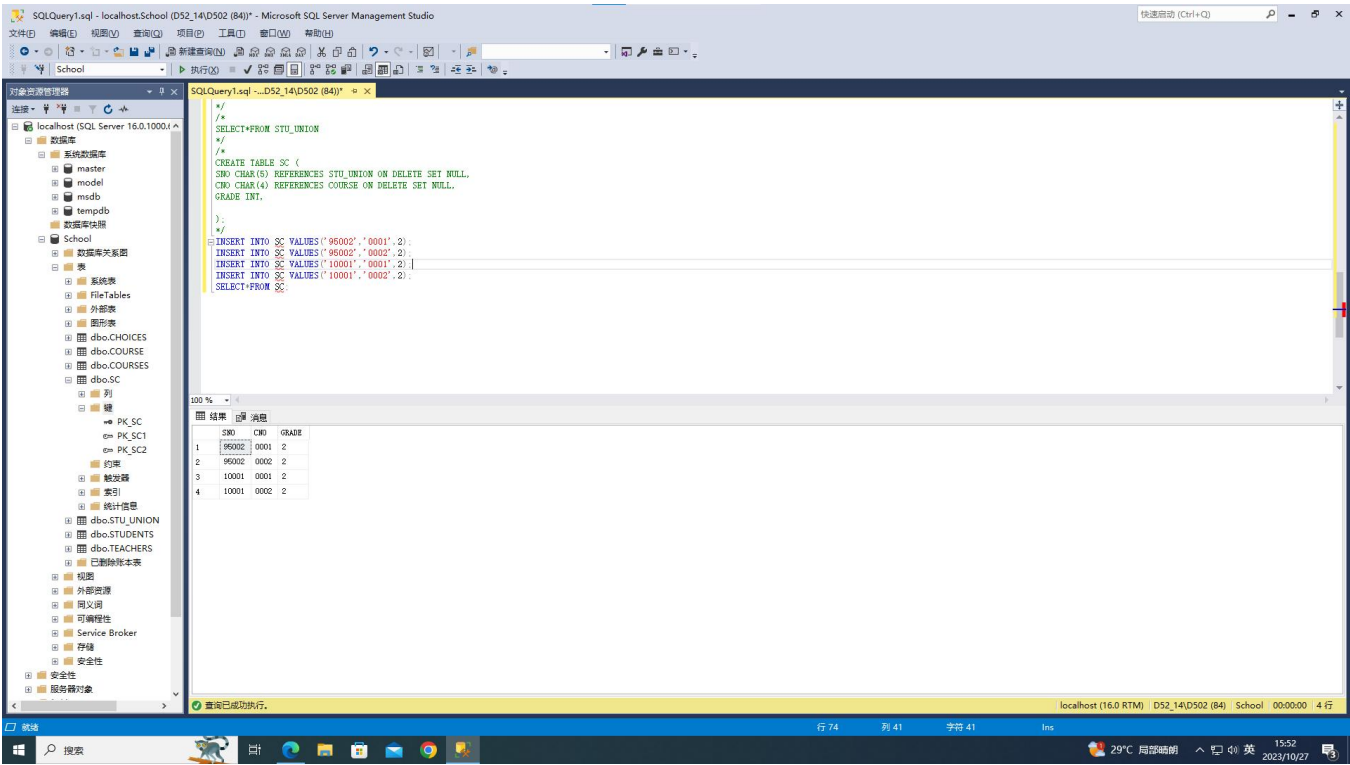 SQLQuery1.sql - localhost.School (D52_14\D502 (84))* - Microsoft SQL Server Management Studio
快速启动 (Ctrl+Q)
文件(F) 编辑(E) 视图(V) 查询(Q) 项目(P) 工具(T) 窗口(W) 帮助(H)
新建查询(N)
School
执行(X)
对象资源管理器
SQLQuery1.sql -...D52_14\D502 (84))*
连接
localhost (SQL Server 16.0.1000.
数据库
系统数据库
master
model
msdb
tempdb
数据库快照
School
数据库关系图
表
系统表
FileTables
外部表
图形表
dbo.CHOICES
dbo.COURSE
dbo.COURSES
dbo.SC
列
键
PK_SC
PK_SC1
PK_SC2
约束
触发器
索引
统计信息
dbo.STU_UNION
dbo.STUDENTS
dbo.TEACHERS
已删除账本表
视图
外部资源
同义词
可编程性
Service Broker
存储
安全性
安全性
服务器对象
*/
/*
SELECT*FROM STU_UNION
*/
/*
CREATE TABLE SC (
SNO CHAR(5) REFERENCES STU_UNION ON DELETE SET NULL,
CNO CHAR(4) REFERENCES COURSE ON DELETE SET NULL,
GRADE INT,
);
*/
INSERT INTO SC VALUES('95002','0001',2);
INSERT INTO SC VALUES('95002','0002',2);
INSERT INTO SC VALUES('10001','0001',2);
INSERT INTO SC VALUES('10001','0002',2);
SELECT*FROM SC;
100 %
结果 消息
SNO CNO GRADE
1 95002 0001 2
2 95002 0002 2
3 10001 0001 2
4 10001 0002 2
查询已成功执行。
localhost (16.0 RTM) D52_14\D502 (84) School 00:00:00 4 行
就绪
行 74 列 41 字符 41 Ins
搜索
29°C 局部晴朗
英
15:52
2023/10/27
3